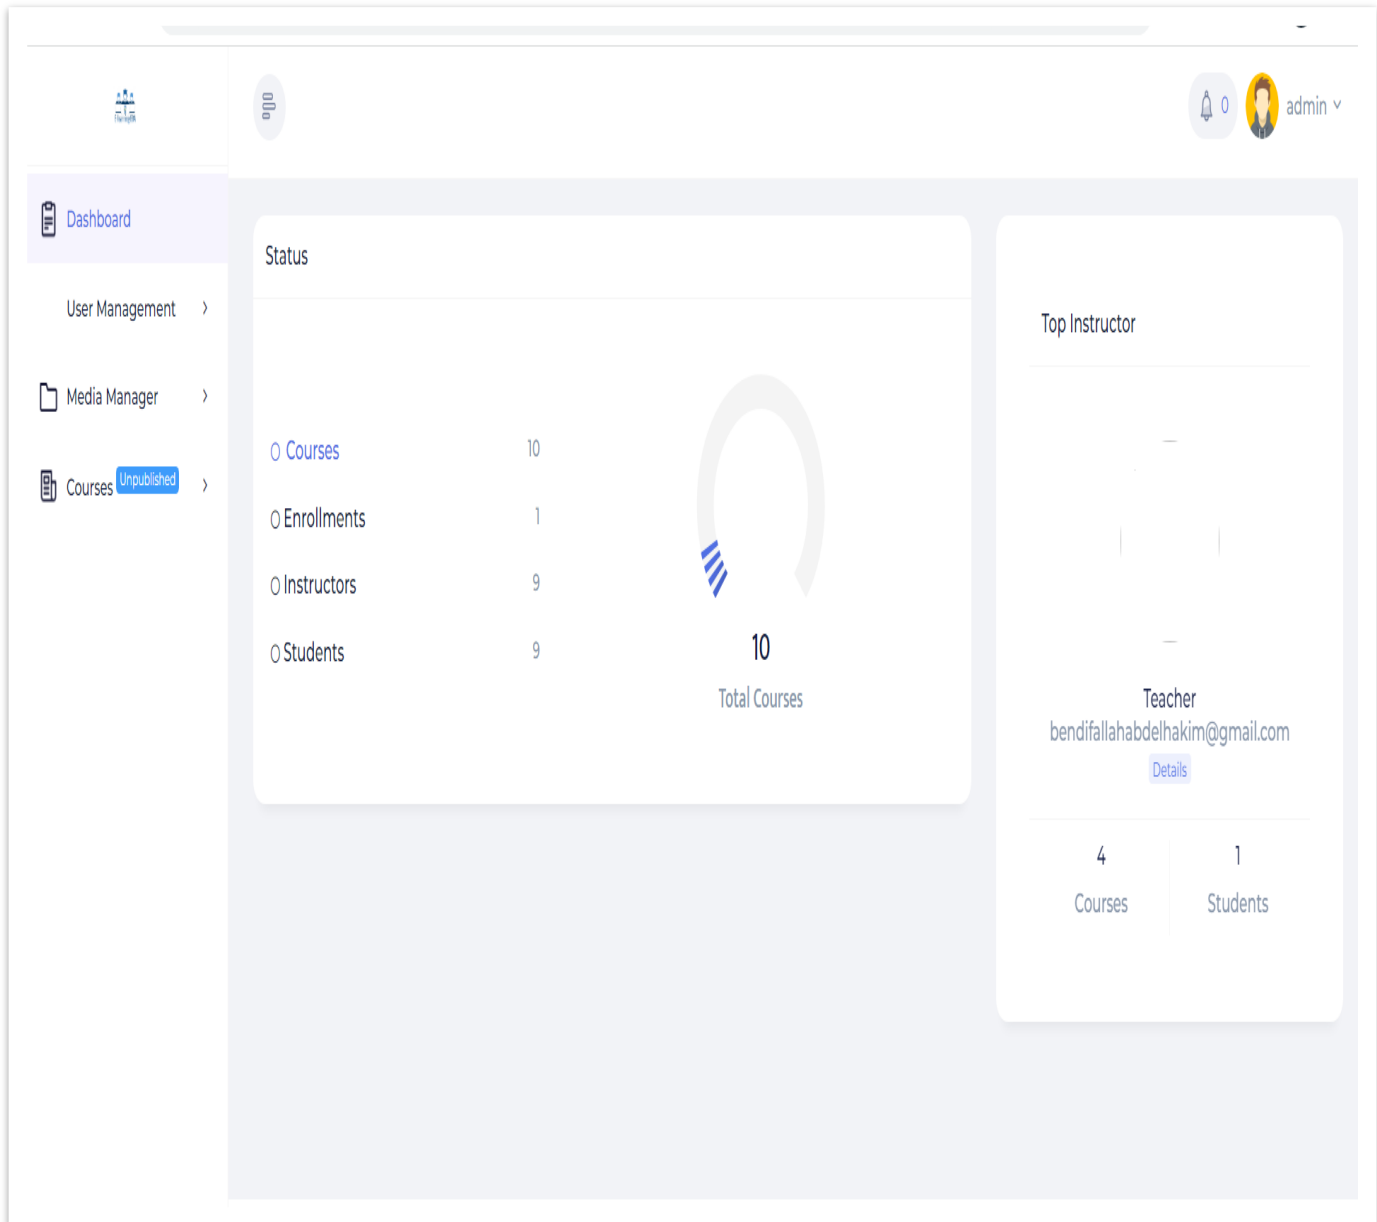 0
admin
Dashboard
User Management
Media Manager
Courses Unpublished
Status
Courses 10
Enrollments 1
Instructors 9
Students 9
10
Total Courses
Top Instructor
Teacher
bendifallahabdelhakim@gmail.com
Details
4 1
Courses Students